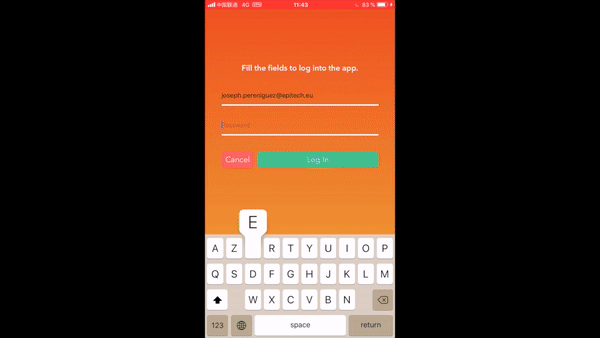 中国联通 4G VPN 11:43 83 %
Fill the fields to log into the app.
joseph.pereniguez@epitech.eu
Password
Cancel Log In
E
A Z R T Y U I O P
Q S D F G H J K L M
W X C V B N
123 space return